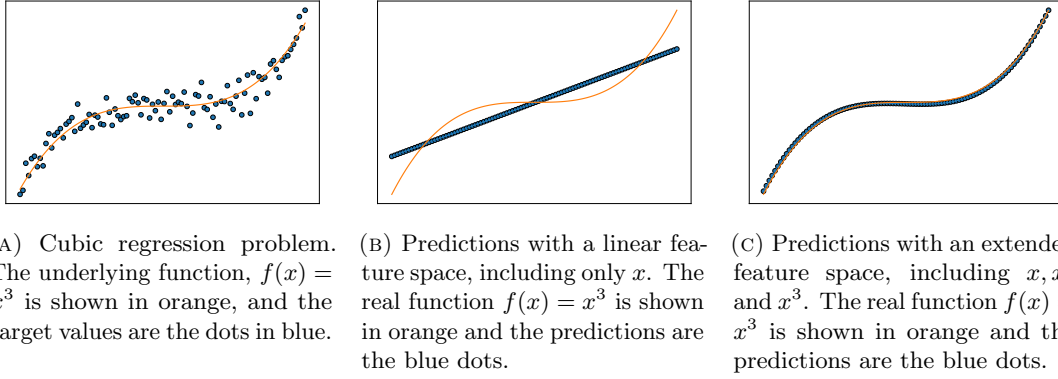 A) Cubic regression problem.
The underlying function, f(x) =
x³ is shown in orange, and the
target values are the dots in blue.
(B) Predictions with a linear fea-
ture space, including only x. The
real function f(x) = x³ is shown
in orange and the predictions are
the blue dots.
(C) Predictions with an extended
feature space, including x, x
and x³. The real function f(x)
x³ is shown in orange and the
predictions are the blue dots.